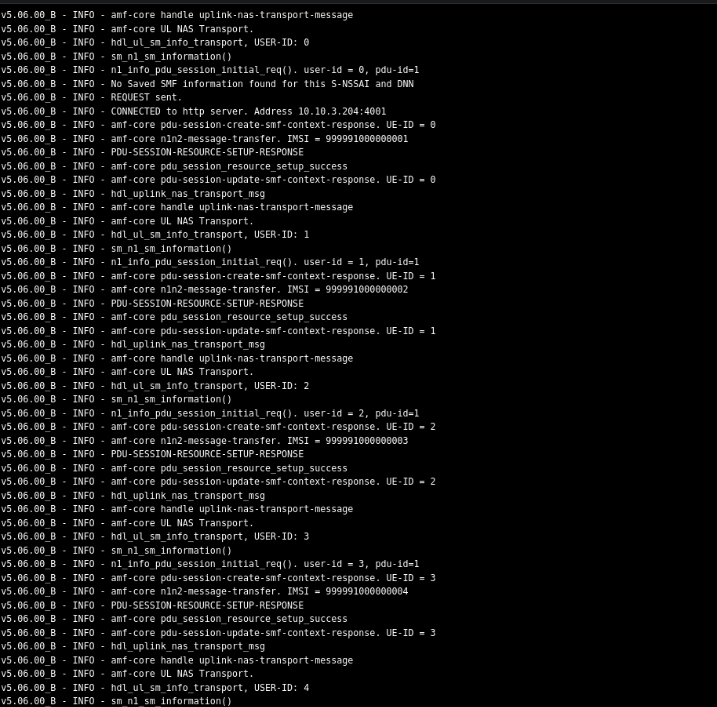 v5.06.00_B - INFO - amf-core handle uplink-nas-transport-message
v5.06.00_B - INFO - amf-core UL NAS Transport.
v5.06.00_B - INFO - hdl_ul_sm_info_transport, USER-ID: 0
v5.06.00_B - INFO - sm_n1_sm_information()
v5.06.00_B - INFO - n1_info_pdu_session_initial_req(). user-id = 0, pdu-id=1
v5.06.00_B - INFO - No Saved SMF information found for this S-NSSAI and DNN
v5.06.00_B - INFO - REQUEST sent.
v5.06.00_B - INFO - CONNECTED to http server. Address 10.10.3.204:4001
v5.06.00_B - INFO - amf-core pdu-session-create-smf-context-response. UE-ID = 0
v5.06.00_B - INFO - amf-core n1n2-message-transfer. IMSI = 999991000000001
v5.06.00_B - INFO - PDU-SESSION-RESOURCE-SETUP-RESPONSE
v5.06.00_B - INFO - amf-core pdu_session_resource_setup_success
v5.06.00_B - INFO - amf-core pdu-session-update-smf-context-response. UE-ID = 0
v5.06.00_B - INFO - hdl_uplink_nas_transport_msg
v5.06.00_B - INFO - amf-core handle uplink-nas-transport-message
v5.06.00_B - INFO - amf-core UL NAS Transport.
v5.06.00_B - INFO - hdl_ul_sm_info_transport, USER-ID: 1
v5.06.00_B - INFO - sm_n1_sm_information()
v5.06.00_B - INFO - n1_info_pdu_session_initial_req(). user-id = 1, pdu-id=1
v5.06.00_B - INFO - amf-core pdu-session-create-smf-context-response. UE-ID = 1
v5.06.00_B - INFO - amf-core n1n2-message-transfer. IMSI = 999991000000002
v5.06.00_B - INFO - PDU-SESSION-RESOURCE-SETUP-RESPONSE
v5.06.00_B - INFO - amf-core pdu_session_resource_setup_success
v5.06.00_B - INFO - amf-core pdu-session-update-smf-context-response. UE-ID = 1
v5.06.00_B - INFO - hdl_uplink_nas_transport_msg
v5.06.00_B - INFO - amf-core handle uplink-nas-transport-message
v5.06.00_B - INFO - amf-core UL NAS Transport.
v5.06.00_B - INFO - hdl_ul_sm_info_transport, USER-ID: 2
v5.06.00_B - INFO - sm_n1_sm_information()
v5.06.00_B - INFO - n1_info_pdu_session_initial_req(). user-id = 2, pdu-id=1
v5.06.00_B - INFO - amf-core pdu-session-create-smf-context-response. UE-ID = 2
v5.06.00_B - INFO - amf-core n1n2-message-transfer. IMSI = 999991000000003
v5.06.00_B - INFO - PDU-SESSION-RESOURCE-SETUP-RESPONSE
v5.06.00_B - INFO - amf-core pdu_session_resource_setup_success
v5.06.00_B - INFO - amf-core pdu-session-update-smf-context-response. UE-ID = 2
v5.06.00_B - INFO - hdl_uplink_nas_transport_msg
v5.06.00_B - INFO - amf-core handle uplink-nas-transport-message
v5.06.00_B - INFO - amf-core UL NAS Transport.
v5.06.00_B - INFO - hdl_ul_sm_info_transport, USER-ID: 3
v5.06.00_B - INFO - sm_n1_sm_information()
v5.06.00_B - INFO - n1_info_pdu_session_initial_req(). user-id = 3, pdu-id=1
v5.06.00_B - INFO - amf-core pdu-session-create-smf-context-response. UE-ID = 3
v5.06.00_B - INFO - amf-core n1n2-message-transfer. IMSI = 999991000000004
v5.06.00_B - INFO - PDU-SESSION-RESOURCE-SETUP-RESPONSE
v5.06.00_B - INFO - amf-core pdu_session_resource_setup_success
v5.06.00_B - INFO - amf-core pdu-session-update-smf-context-response. UE-ID = 3
v5.06.00_B - INFO - hdl_uplink_nas_transport_msg
v5.06.00_B - INFO - amf-core handle uplink-nas-transport-message
v5.06.00_B - INFO - amf-core UL NAS Transport.
v5.06.00_B - INFO - hdl_ul_sm_info_transport, USER-ID: 4
v5.06.00_B - INFO - sm_n1_sm_information()